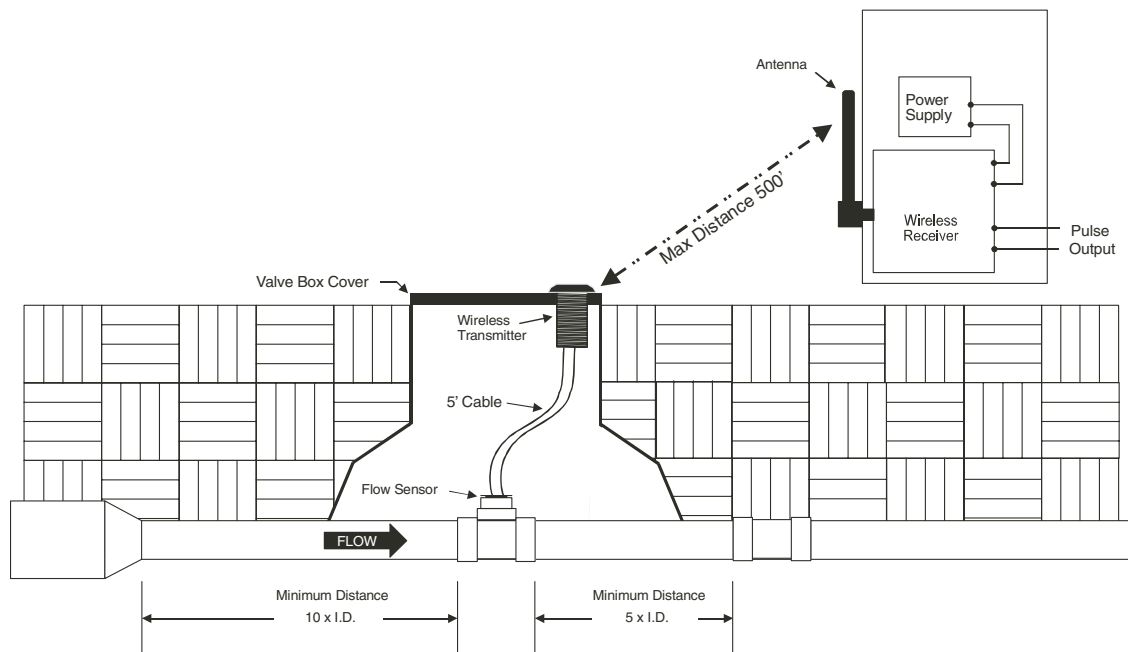 Antenna
Power
Supply
Wireless
Receiver
Pulse
Output
Max Distance 500'
Valve Box Cover
Wireless
Transmitter
5' Cable
Flow Sensor
FLOW
Minimum Distance
10 x I.D.
Minimum Distance
5 x I.D.